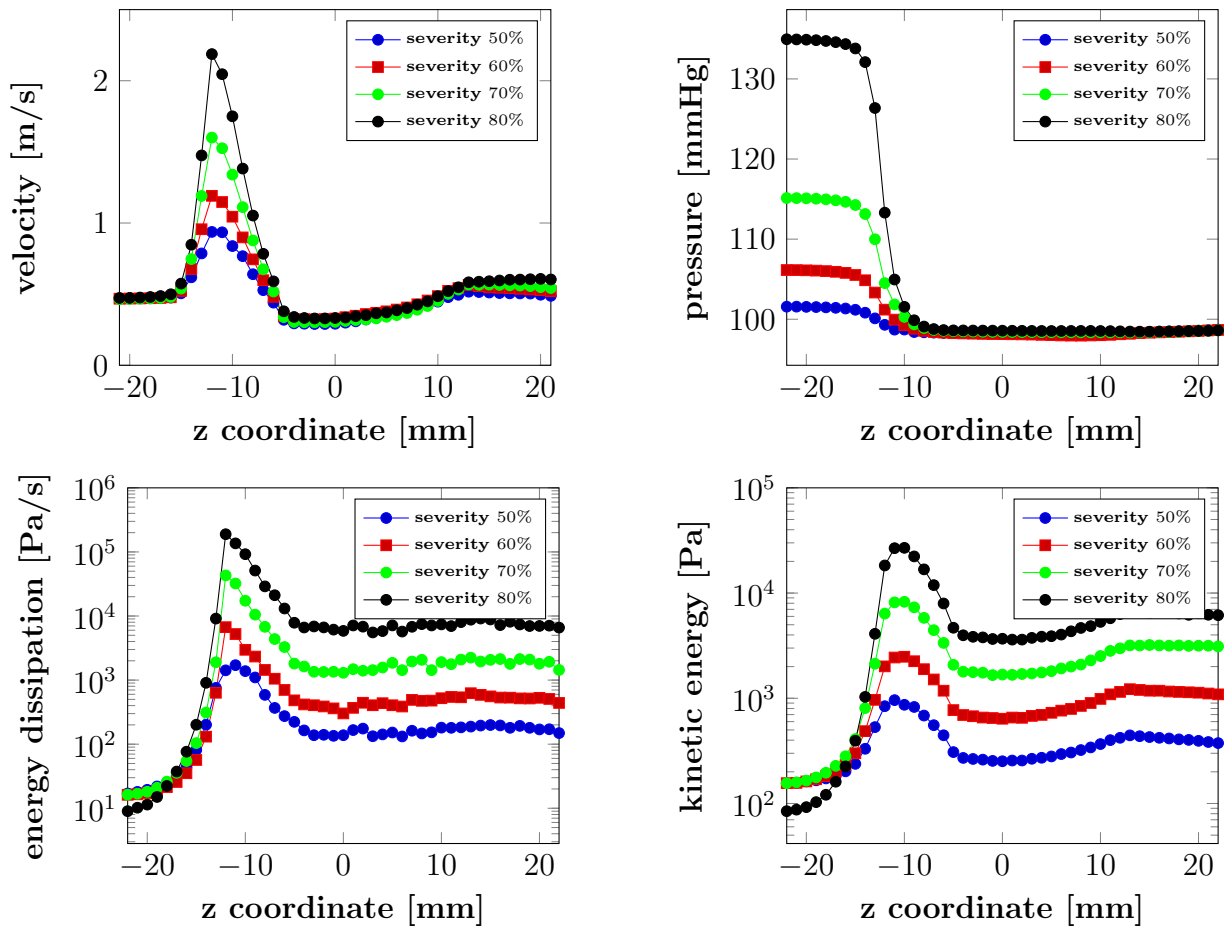 velocity [m/s]
2
1
0
−20
−10
0
10
20
z coordinate [mm]
severity 50%
severity 60%
severity 70%
severity 80%
pressure [mmHg]
130
120
110
100
−20
−10
0
10
20
z coordinate [mm]
severity 50%
severity 60%
severity 70%
severity 80%
energy dissipation [Pa/s]
10^6
10^5
10^4
10^3
10^2
10^1
−20
−10
0
10
20
z coordinate [mm]
severity 50%
severity 60%
severity 70%
severity 80%
kinetic energy [Pa]
10^5
10^4
10^3
10^2
−20
−10
0
10
20
z coordinate [mm]
severity 50%
severity 60%
severity 70%
severity 80%